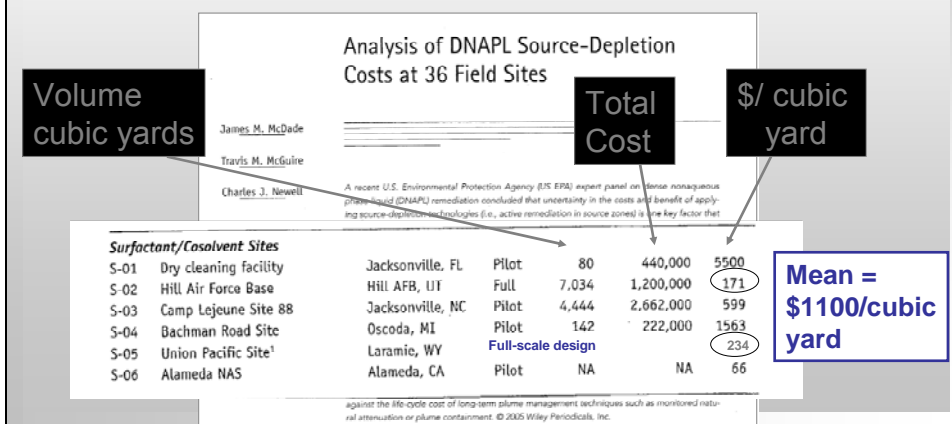 Analysis of DNAPL Source-Depletion
Costs at 36 Field Sites
Volume
cubic yards
Total
Cost
$/ cubic
yard
James M. McDade
Travis M. McGuire
Charles J. Newell
A recent U.S. Environmental Protection Agency (US EPA) expert panel on dense nonaqueous
phase liquid (DNAPL) remediation concluded that uncertainty in the costs and benefit of apply-
ing source-depletion technologies (i.e., active remediation in source zones) is one key factor that
Surfactant/Cosolvent Sites
S-01 Dry cleaning facility Jacksonville, FL Pilot 80 440,000 5500
S-02 Hill Air Force Base Hill AFB, UT Full 7,034 1,200,000 171
S-03 Camp Lejeune Site 88 Jacksonville, NC Pilot 4,444 2,662,000 599
S-04 Bachman Road Site Oscoda, MI Pilot 142 222,000 1563
S-05 Union Pacific Site¹ Laramie, WY Full-scale design 234
S-06 Alameda NAS Alameda, CA Pilot NA NA 66
Mean =
$1100/cubic
yard
against the life-cycle cost of long-term plume management techniques such as monitored natu-
ral attenuation or plume containment. © 2005 Wiley Periodicals, Inc.